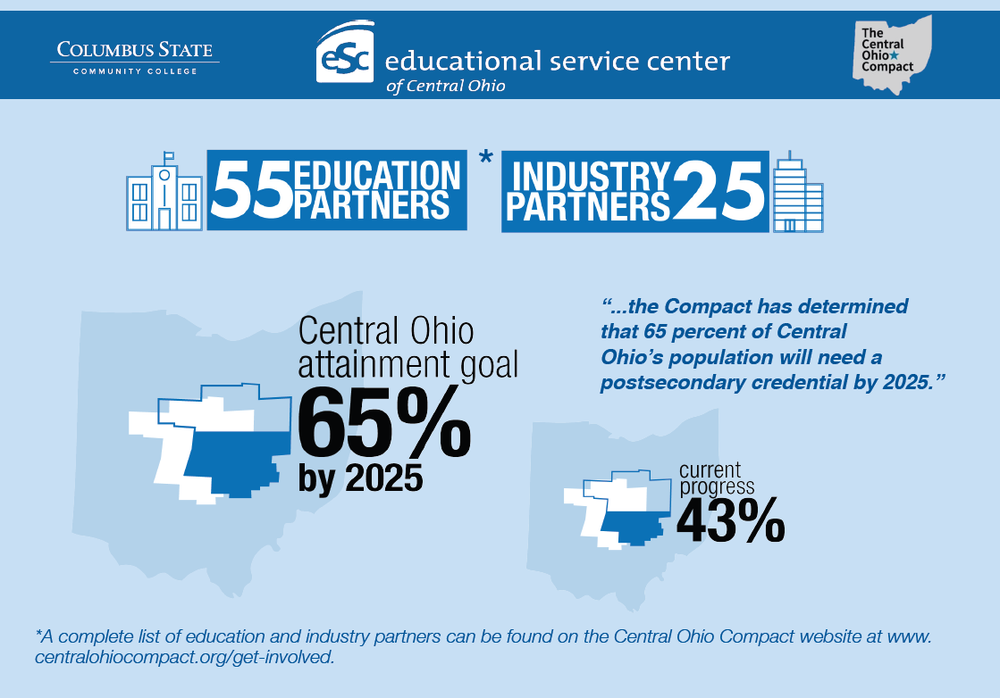 COLUMBUS STATE
COMMUNITY COLLEGE
esc
educational service center
of Central Ohio
The
Central
Ohio★
Compact
55 EDUCATION
PARTNERS
*
INDUSTRY
PARTNERS 25
Central Ohio
attainment goal
65%
by 2025
“...the Compact has determined
that 65 percent of Central
Ohio’s population will need a
postsecondary credential by 2025.”
current
progress
43%
*A complete list of education and industry partners can be found on the Central Ohio Compact website at www.
centralohiocompact.org/get-involved.